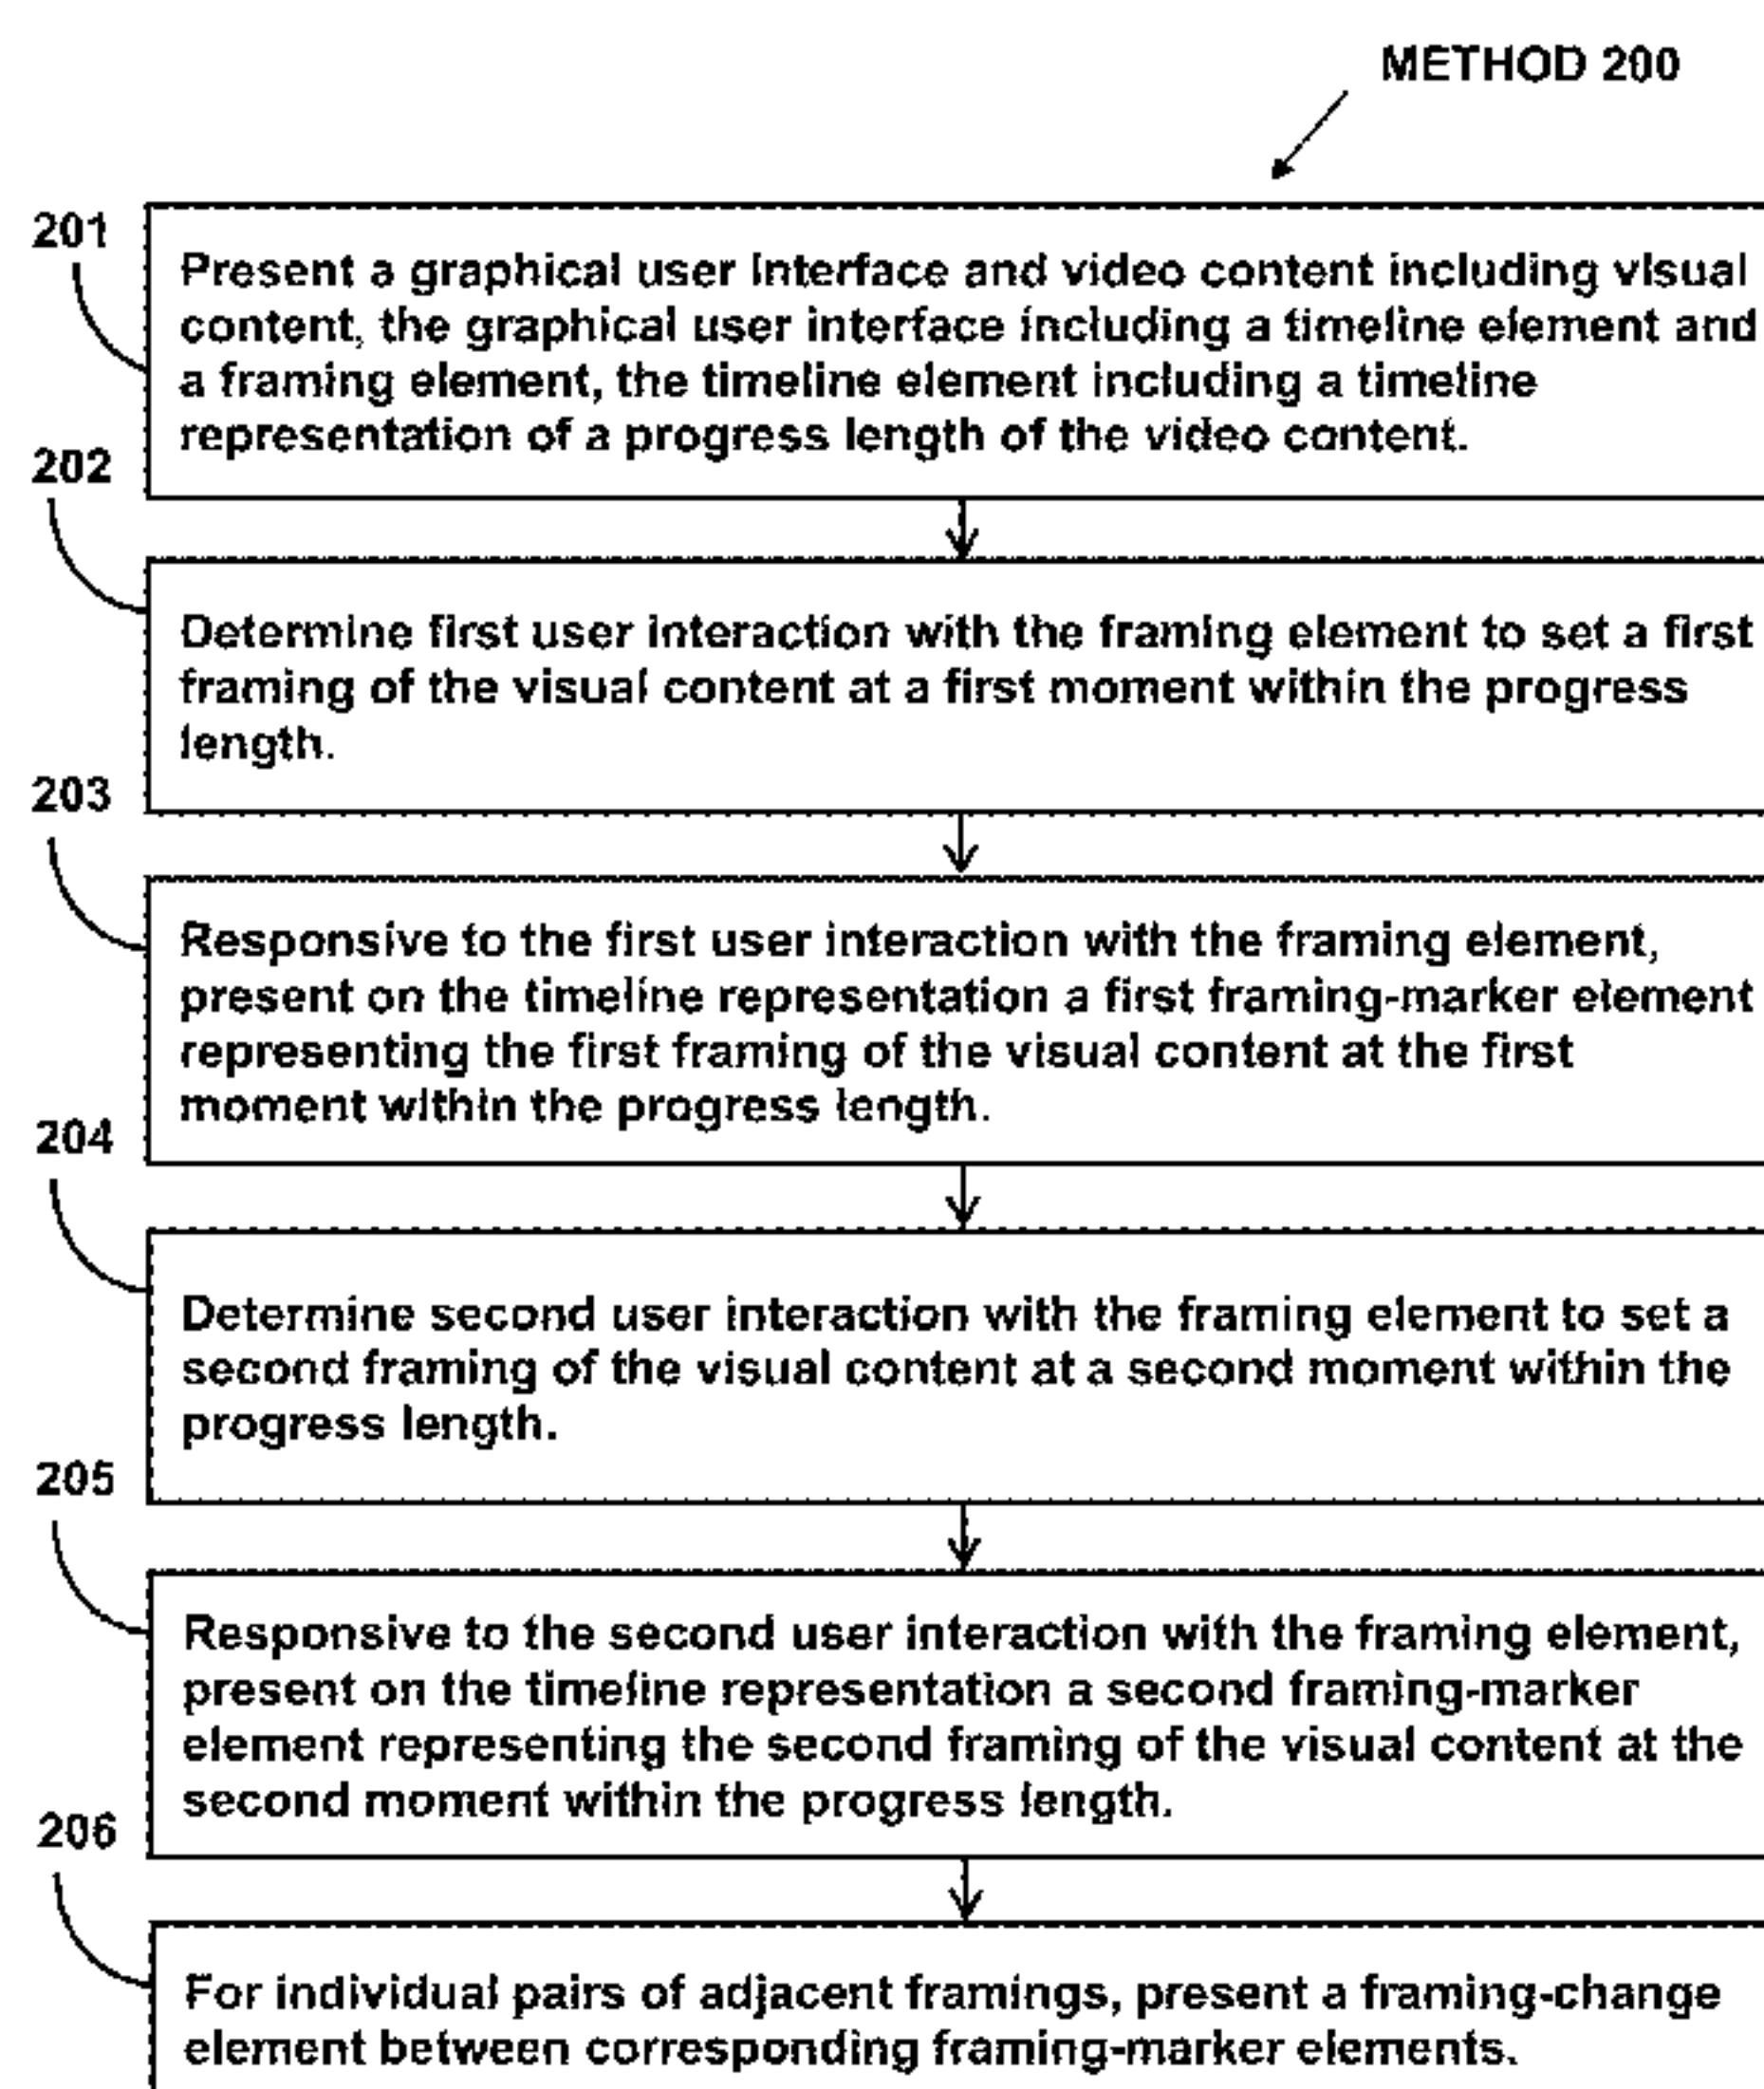 METHOD 200
201
Present a graphical user interface and video content including visual
content, the graphical user interface including a timeline element and
a framing element, the timeline element including a timeline
representation of a progress length of the video content.
202
Determine first user interaction with the framing element to set a first
framing of the visual content at a first moment within the progress
length.
203
Responsive to the first user interaction with the framing element,
present on the timeline representation a first framing-marker element
representing the first framing of the visual content at the first
moment within the progress length.
204
Determine second user interaction with the framing element to set a
second framing of the visual content at a second moment within the
progress length.
205
Responsive to the second user interaction with the framing element,
present on the timeline representation a second framing-marker
element representing the second framing of the visual content at the
second moment within the progress length.
206
For individual pairs of adjacent framings, present a framing-change
element between corresponding framing-marker elements.